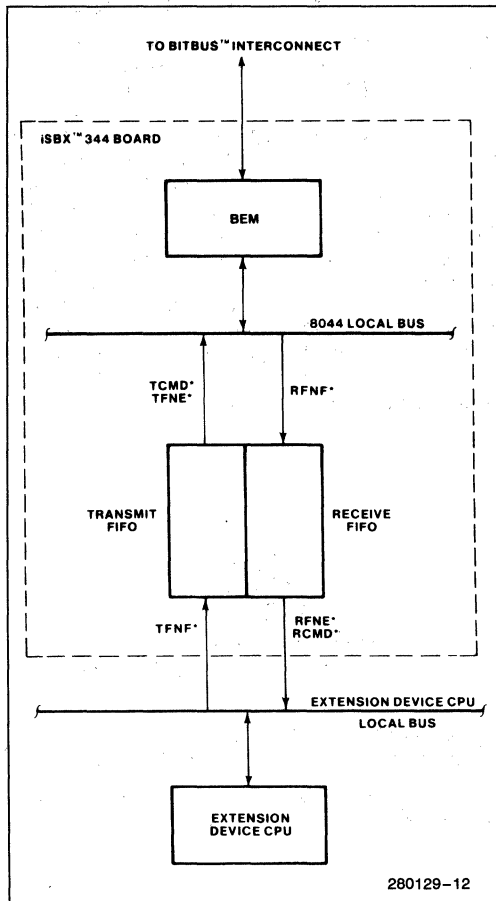 TO BITBUS™ INTERCONNECT
iSBX™ 344 BOARD
BEM
8044 LOCAL BUS
TCMD*
TFNE*
RFNF*
TRANSMIT
FIFO
RECEIVE
FIFO
TFNF*
RFNE*
RCMD*
EXTENSION DEVICE CPU
LOCAL BUS
EXTENSION
DEVICE CPU
280129–12